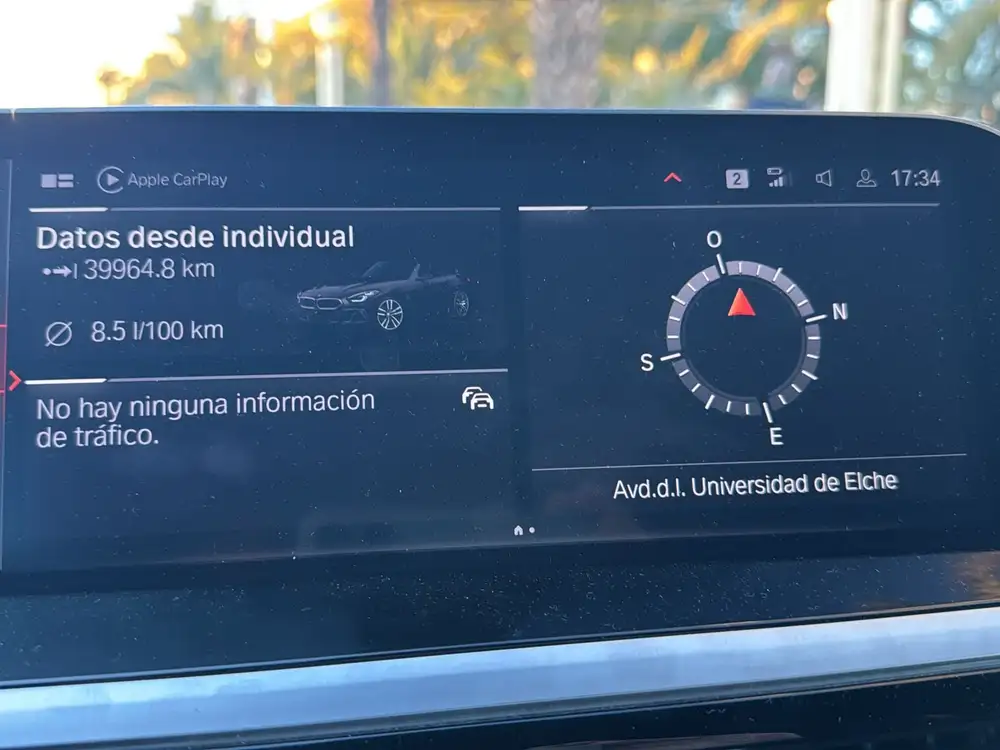 Apple CarPlay
2
17:34
Datos desde individual
39964.8 km
8.5 l/100 km
No hay ninguna información
de tráfico.
O
N
S
E
Avd.d.l. Universidad de Elche